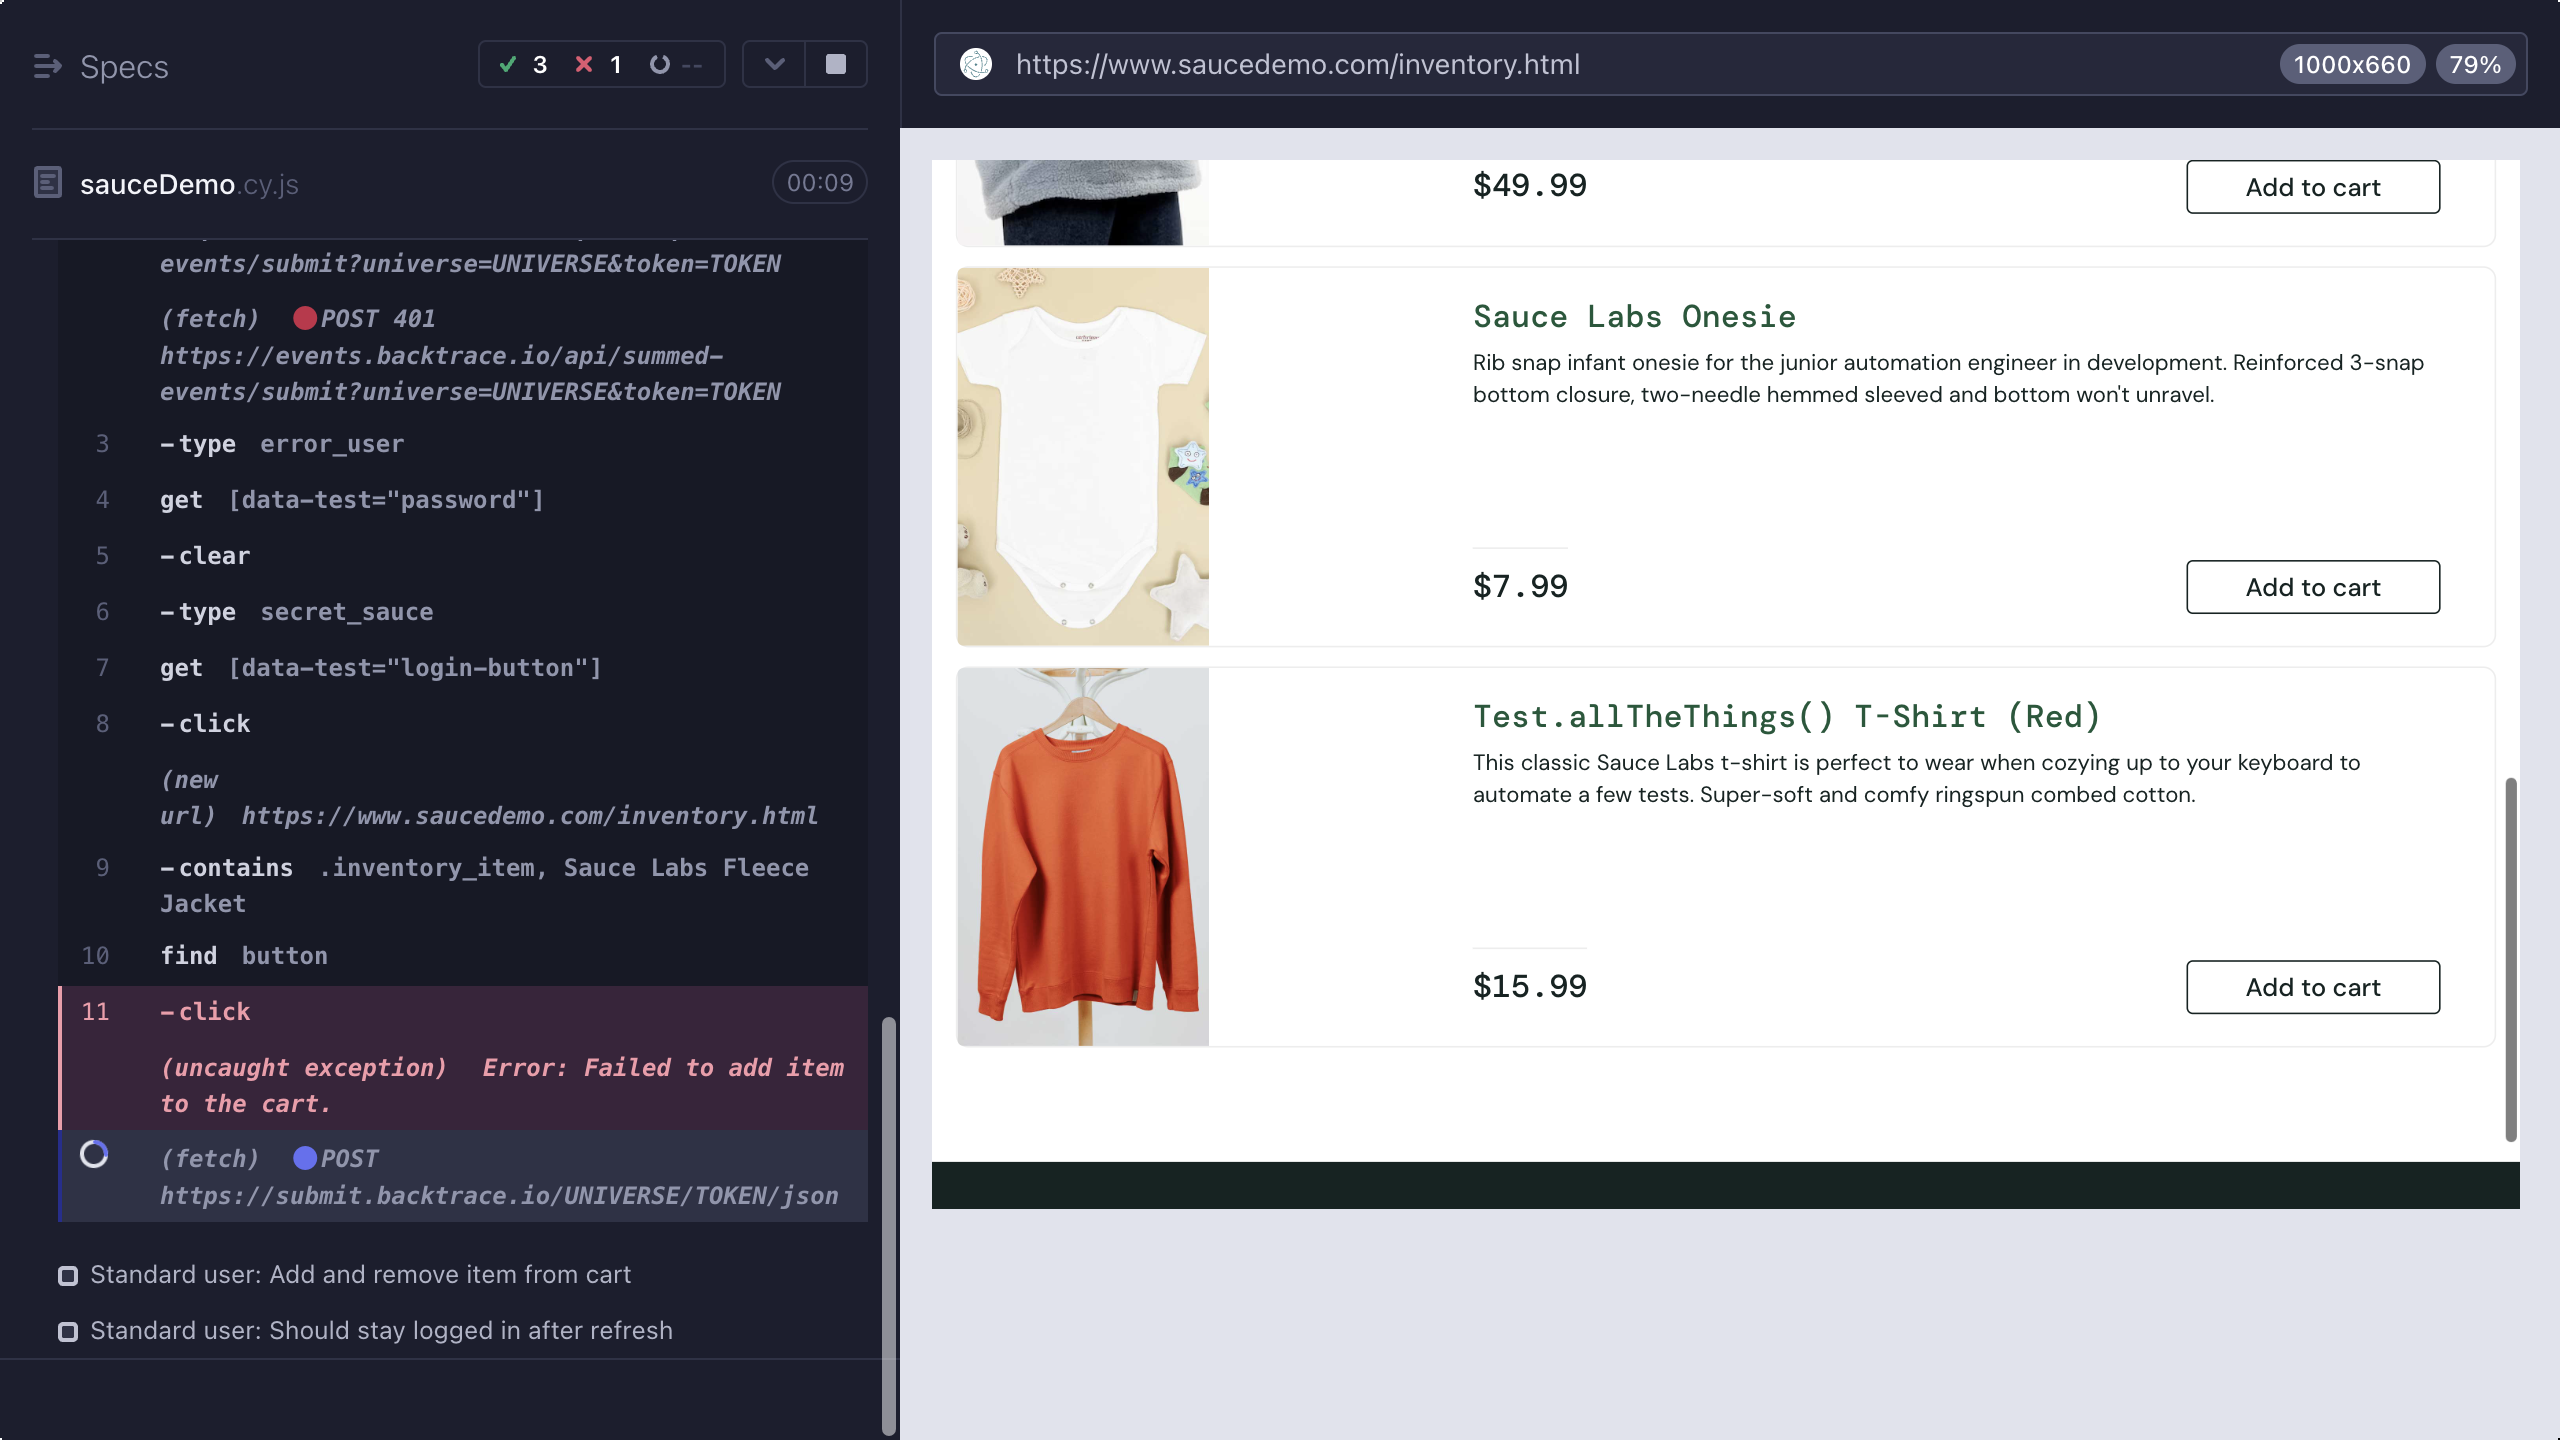 Specs
3
1
--
sauceDemo.cy.js
00:09
events/submit?universe=UNIVERSE&token=TOKEN
(fetch) POST 401
https://events.backtrace.io/api/summed-
events/submit?universe=UNIVERSE&token=TOKEN
3 -type error_user
4 get [data-test="password"]
5 -clear
6 -type secret_sauce
7 get [data-test="login-button"]
8 -click
(new
url) https://www.saucedemo.com/inventory.html
9 -contains .inventory_item, Sauce Labs Fleece
Jacket
10 find button
11 -click
(uncaught exception) Error: Failed to add item
to the cart.
(fetch) POST
https://submit.backtrace.io/UNIVERSE/TOKEN/json
Standard user: Add and remove item from cart
Standard user: Should stay logged in after refresh
https://www.saucedemo.com/inventory.html
1000x660
79%
$49.99
Add to cart
Sauce Labs Onesie
Rib snap infant onesie for the junior automation engineer in development. Reinforced 3-snap
bottom closure, two-needle hemmed sleeved and bottom won't unravel.
$7.99
Add to cart
Test.allTheThings() T-Shirt (Red)
This classic Sauce Labs t-shirt is perfect to wear when cozying up to your keyboard to
automate a few tests. Super-soft and comfy ringspun combed cotton.
$15.99
Add to cart